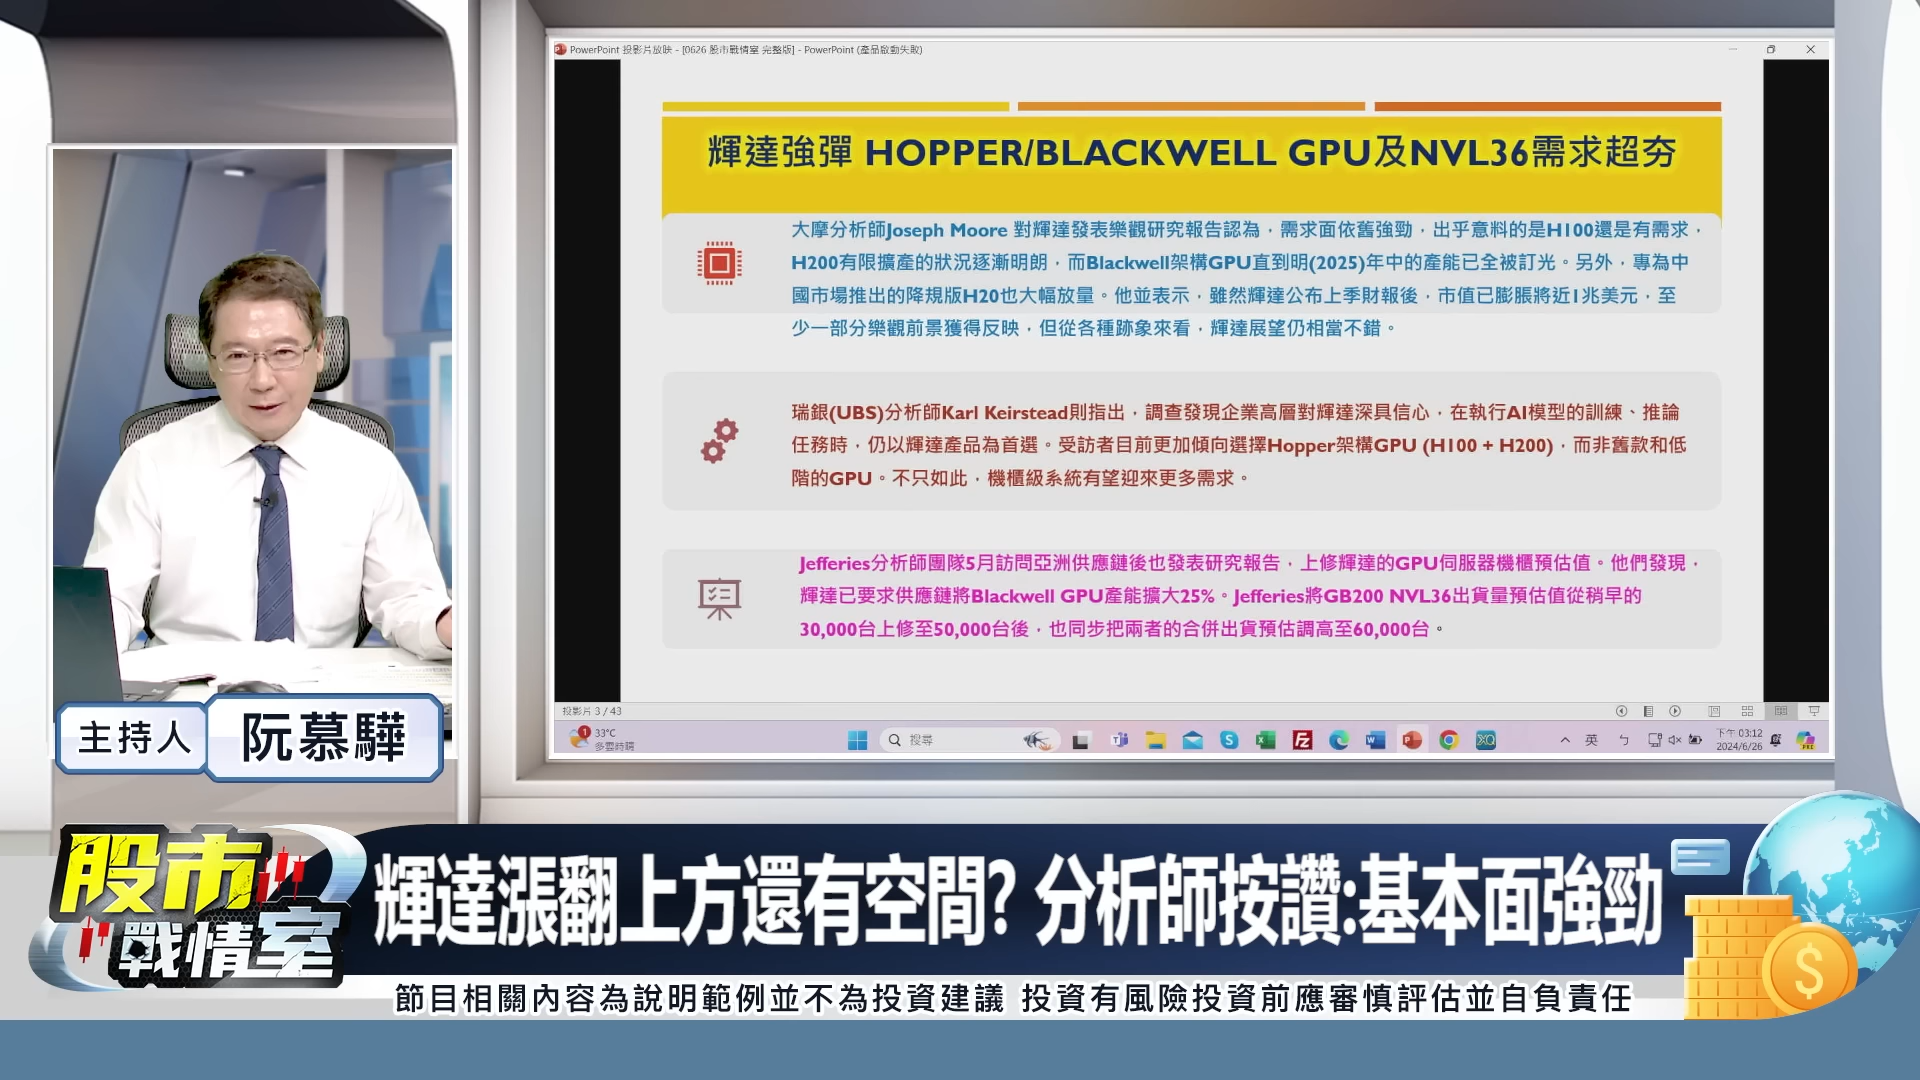 PowerPoint 投影片放映 - [0626 股市戰情室 完整版] - PowerPoint (產品啟動失敗)
輝達強彈 HOPPER/BLACKWELL GPU及NVL36需求超夯
大摩分析師Joseph Moore 對輝達發表樂觀研究報告認為，需求面依舊強勁，出乎意料的是H100還是有需求，
H200有限擴產的狀況逐漸明朗，而Blackwell架構GPU直到明(2025)年中的產能已全被訂光。另外，專為中
國市場推出的降規版H20也大幅放量。他並表示，雖然輝達公布上季財報後，市值已膨脹將近1兆美元，至
少一部分樂觀前景獲得反映，但從各種跡象來看，輝達展望仍相當不錯。
瑞銀(UBS)分析師Karl Keirstead則指出，調查發現企業高層對輝達深具信心，在執行AI模型的訓練、推論
任務時，仍以輝達產品為首選。受訪者目前更加傾向選擇Hopper架構GPU (H100 + H200)，而非舊款和低
階的GPU。不只如此，機櫃級系統有望迎來更多需求。
Jefferies分析師團隊5月訪問亞洲供應鏈後也發表研究報告，上修輝達的GPU伺服器機櫃預估值。他們發現，
輝達已要求供應鏈將Blackwell GPU產能擴大25%。Jefferies將GB200 NVL36出貨量預估值從稍早的
30,000台上修至50,000台後，也同步把兩者的合併出貨預估調高至60,000台。
投影片 3 / 43
1
33°C
多雲時晴
搜尋
英
ㄅ
下午 03:12
2024/6/26
主持人
阮慕驊
股市
戰情室
輝達漲翻上方還有空間? 分析師按讚:基本面強勁
節目相關內容為說明範例並不為投資建議 投資有風險投資前應審慎評估並自負責任